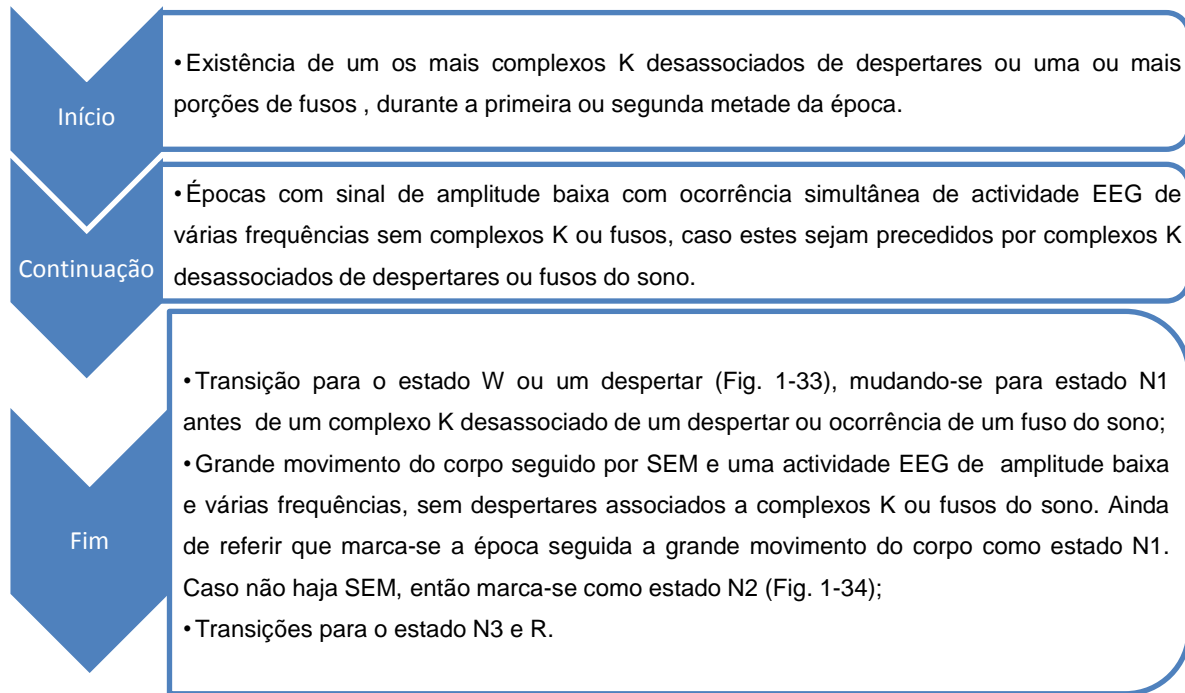 Início
• Existência de um os mais complexos K desassociados de despertares ou uma ou mais
porções de fusos , durante a primeira ou segunda metade da época.
Continuação
• Épocas com sinal de amplitude baixa com ocorrência simultânea de actividade EEG de
várias frequências sem complexos K ou fusos, caso estes sejam precedidos por complexos K
desassociados de despertares ou fusos do sono.
Fim
• Transição para o estado W ou um despertar (Fig. 1-33), mudando-se para estado N1
antes de um complexo K desassociado de um despertar ou ocorrência de um fuso do sono;
• Grande movimento do corpo seguido por SEM e uma actividade EEG de amplitude baixa
e várias frequências, sem despertares associados a complexos K ou fusos do sono. Ainda
de referir que marca-se a época seguida a grande movimento do corpo como estado N1.
Caso não haja SEM, então marca-se como estado N2 (Fig. 1-34);
• Transições para o estado N3 e R.